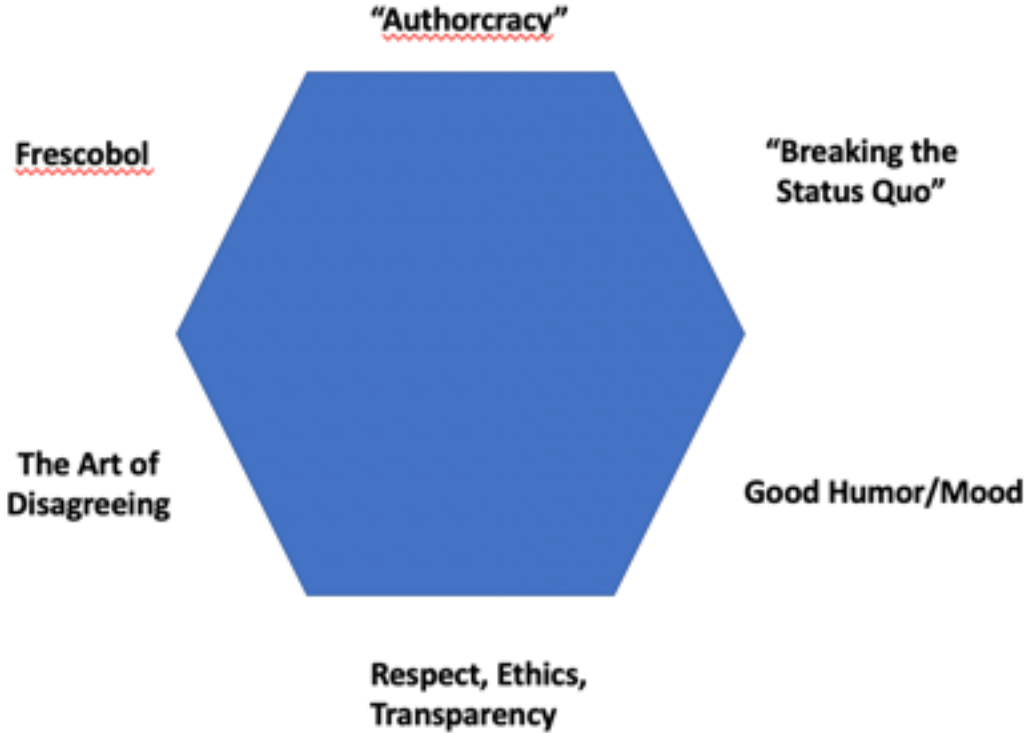 “Authorcracy”
Frescobol
“Breaking the
Status Quo”
The Art of
Disagreeing
Good Humor/Mood
Respect, Ethics,
Transparency